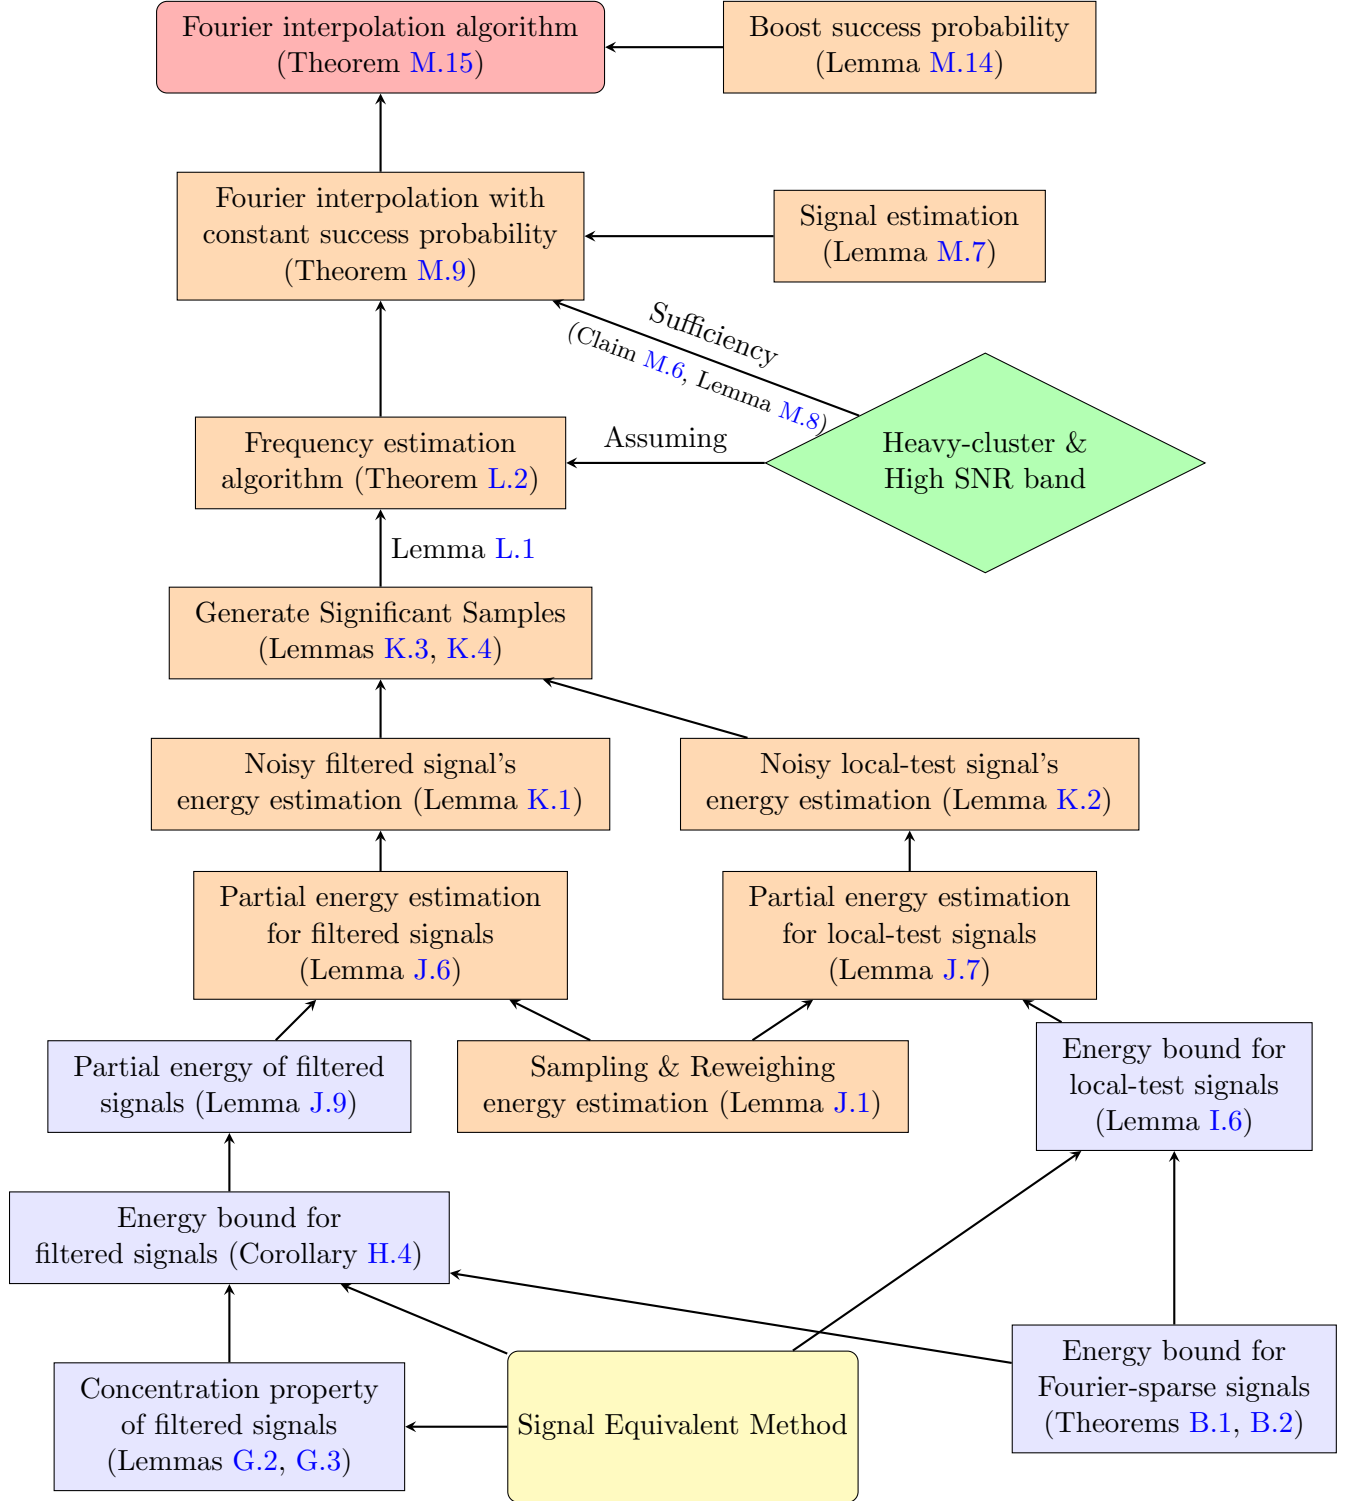 Fourier interpolation algorithm
(Theorem M.15)
Boost success probability
(Lemma M.14)
Fourier interpolation with
constant success probability
(Theorem M.9)
Signal estimation
(Lemma M.7)
Sufficiency
(Claim M.6, Lemma M.8)
Frequency estimation
algorithm (Theorem L.2)
Assuming
Heavy-cluster &
High SNR band
Lemma L.1
Generate Significant Samples
(Lemmas K.3, K.4)
Noisy filtered signal's
energy estimation (Lemma K.1)
Noisy local-test signal's
energy estimation (Lemma K.2)
Partial energy estimation
for filtered signals
(Lemma J.6)
Partial energy estimation
for local-test signals
(Lemma J.7)
Partial energy of filtered
signals (Lemma J.9)
Sampling & Reweighing
energy estimation (Lemma J.1)
Energy bound for
local-test signals
(Lemma I.6)
Energy bound for
filtered signals (Corollary H.4)
Concentration property
of filtered signals
(Lemmas G.2, G.3)
Signal Equivalent Method
Energy bound for
Fourier-sparse signals
(Theorems B.1, B.2)